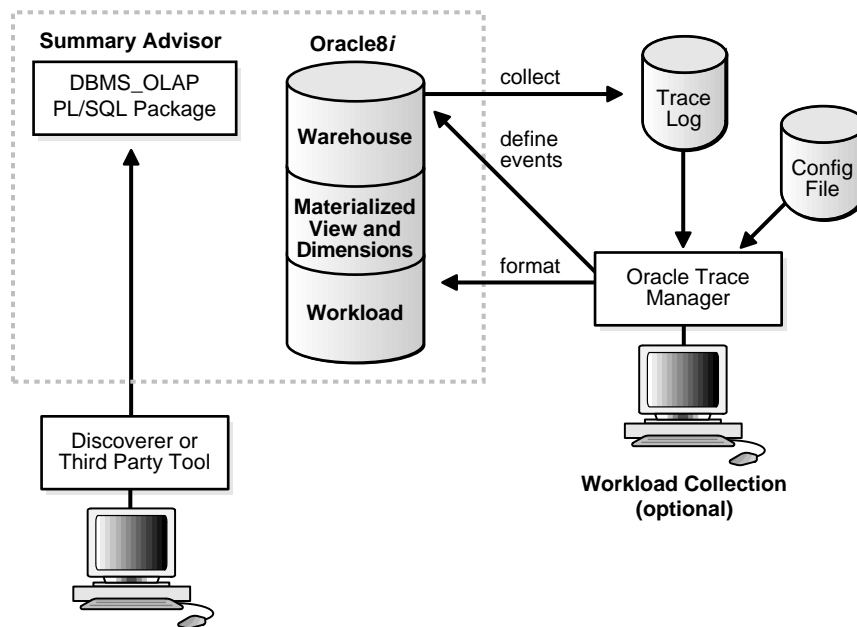 Summary Advisor
DBMS_OLAP
PL/SQL Package
Oracle8i
Warehouse
Materialized
View and
Dimensions
Workload
collect
define
events
format
Trace
Log
Config
File
Oracle Trace
Manager
Workload Collection
(optional)
Discoverer or
Third Party Tool